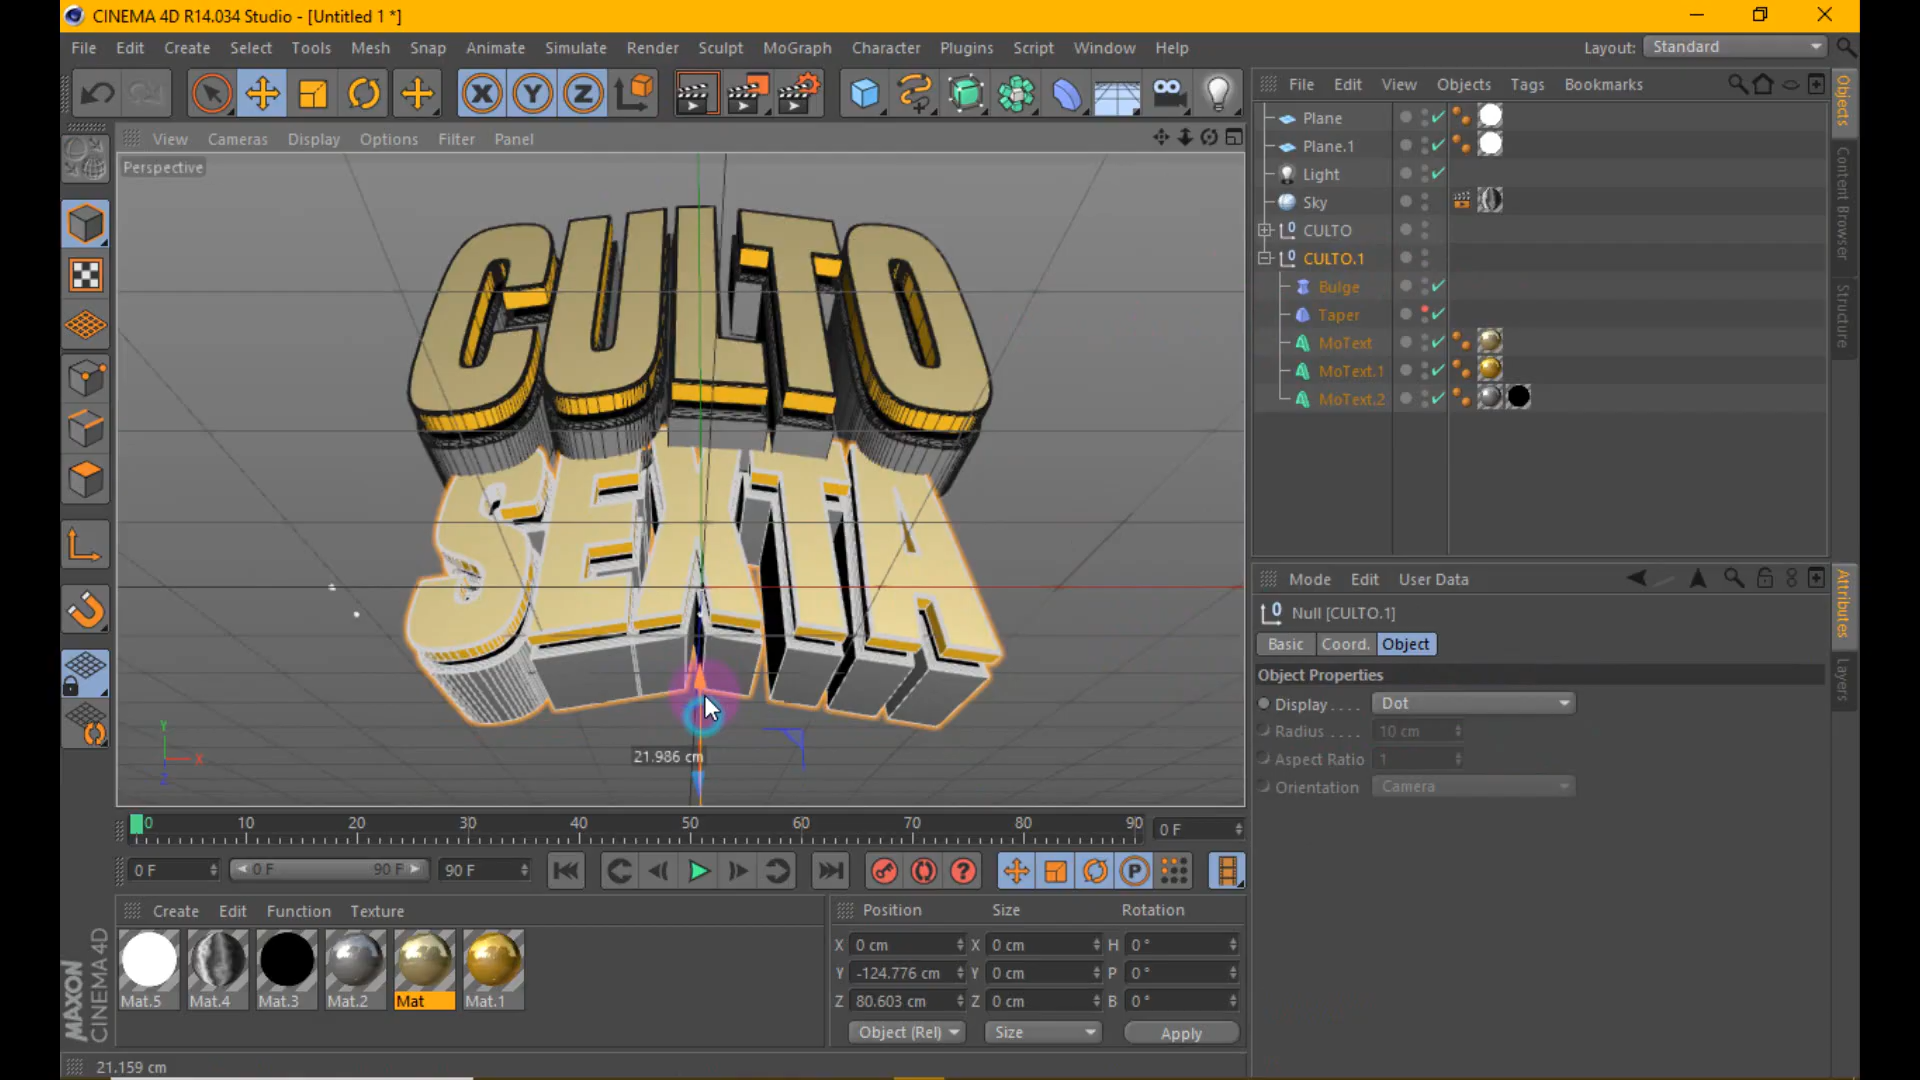 CINEMA 4D R14.034 Studio - [Untitled 1 *]
File Edit Create Select Tools Mesh Snap Animate Simulate Render Sculpt MoGraph Character Plugins Script Window Help Layout: Standard
File Edit View Objects Tags Bookmarks
View Cameras Display Options Filter Panel
Perspective
Plane
Plane.1
Light
Sky
CULTO
CULTO.1
Bulge
Taper
MoText
MoText.1
MoText.2
Objects
Content Browser
Structure
CULTO
SEXTA
21.986 cm
Y
X
Z
Mode Edit User Data
Null [CULTO.1]
Basic Coord. Object
Object Properties
Display . . . . Dot
Radius . . . . 10 cm
Aspect Ratio 1
Orientation Camera
Attributes
Layers
0 10 20 30 40 50 60 70 80 90 0 F
0 F 0 F 90 F 90 F
Create Edit Function Texture
Mat.5 Mat.4 Mat.3 Mat.2 Mat Mat.1
Position Size Rotation
X 0 cm X 0 cm H 0 °
Y -124.776 cm Y 0 cm P 0 °
Z 80.603 cm Z 0 cm B 0 °
Object (Rel) Size Apply
MAXON
CINEMA 4D
21.159 cm